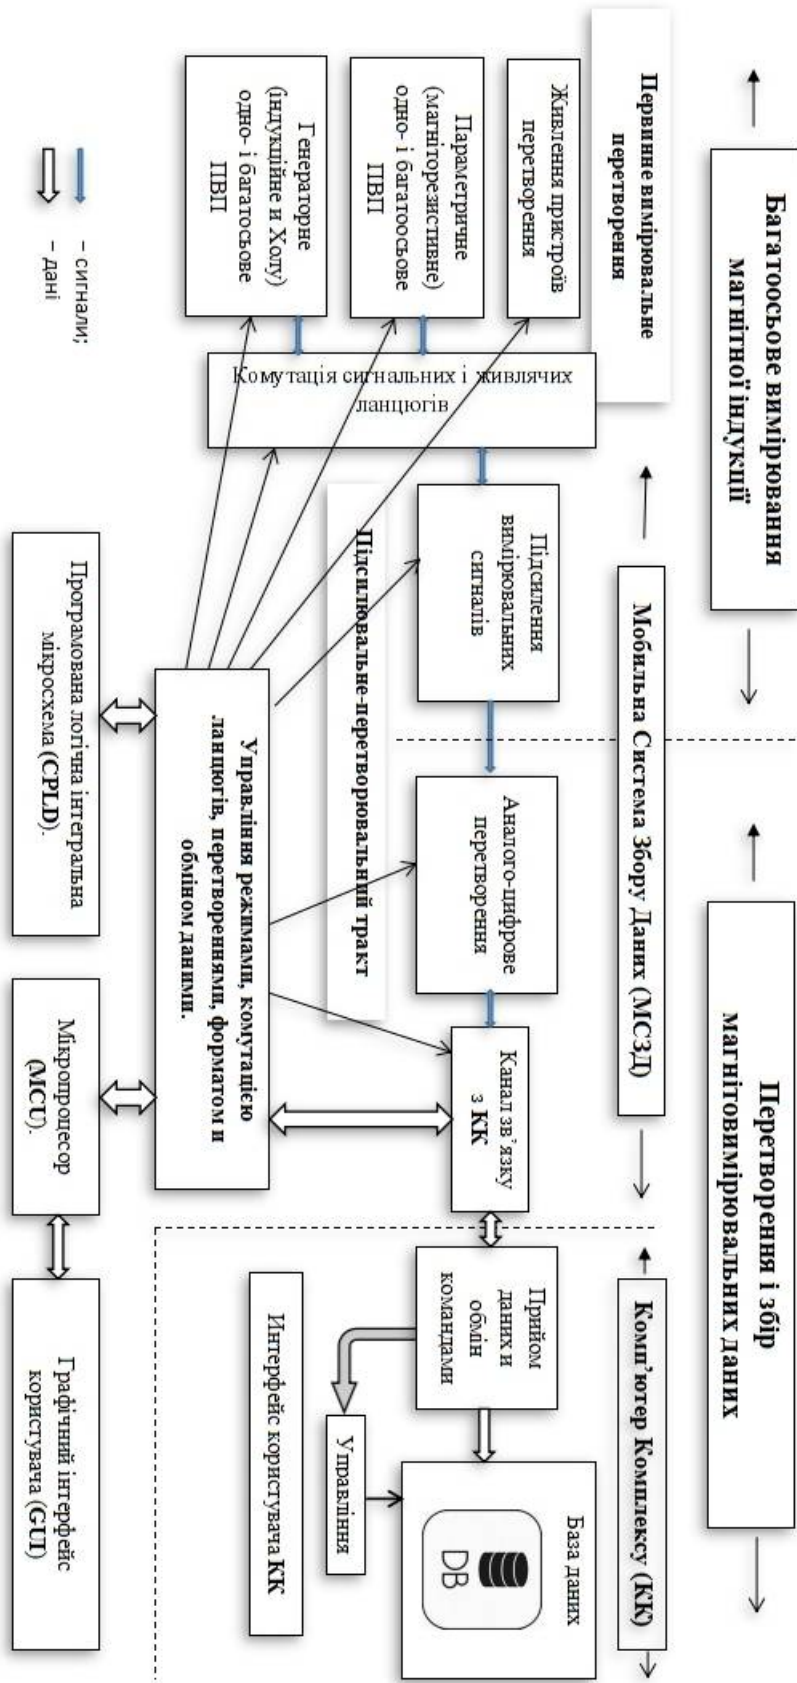 Багатоосьове вимірювання
магнітної індукції
Перетворення і збір
магнітовимірювальних даних
Первинне вимірювальне
перетворення
Мобильна Система Збору Даних (МСЗД)
Комп’ютер Комплексу (КК)
Живлення пристроїв
перетворення
Параметричне
(магніторезистивне)
одно- і багатоосьове
ПВП
Генераторне
(індукційне и Холу)
одно- і багатосьове
ПВП
Комутація сигнальних і живлячих
ланцюгів
Підсилення
вимірювальних
сигналів
Аналого-цифрове
перетворення
Канал зв’язку
з КК
Прийом
даних и
обмін
командами
База даних
DB
Управління
Підсилювальне-перетворювальний тракт
Интерфейс користувача КК
Управління режимами, комутацією
ланцюгів, перетвореннями, форматом и
обміном даними.
– сигнали;
– дані
Програмована логічна інтегральна
мікросхема (CPLD).
Мікропроцесор
(MCU).
Графічний інтерфейс
користувача (GUI)